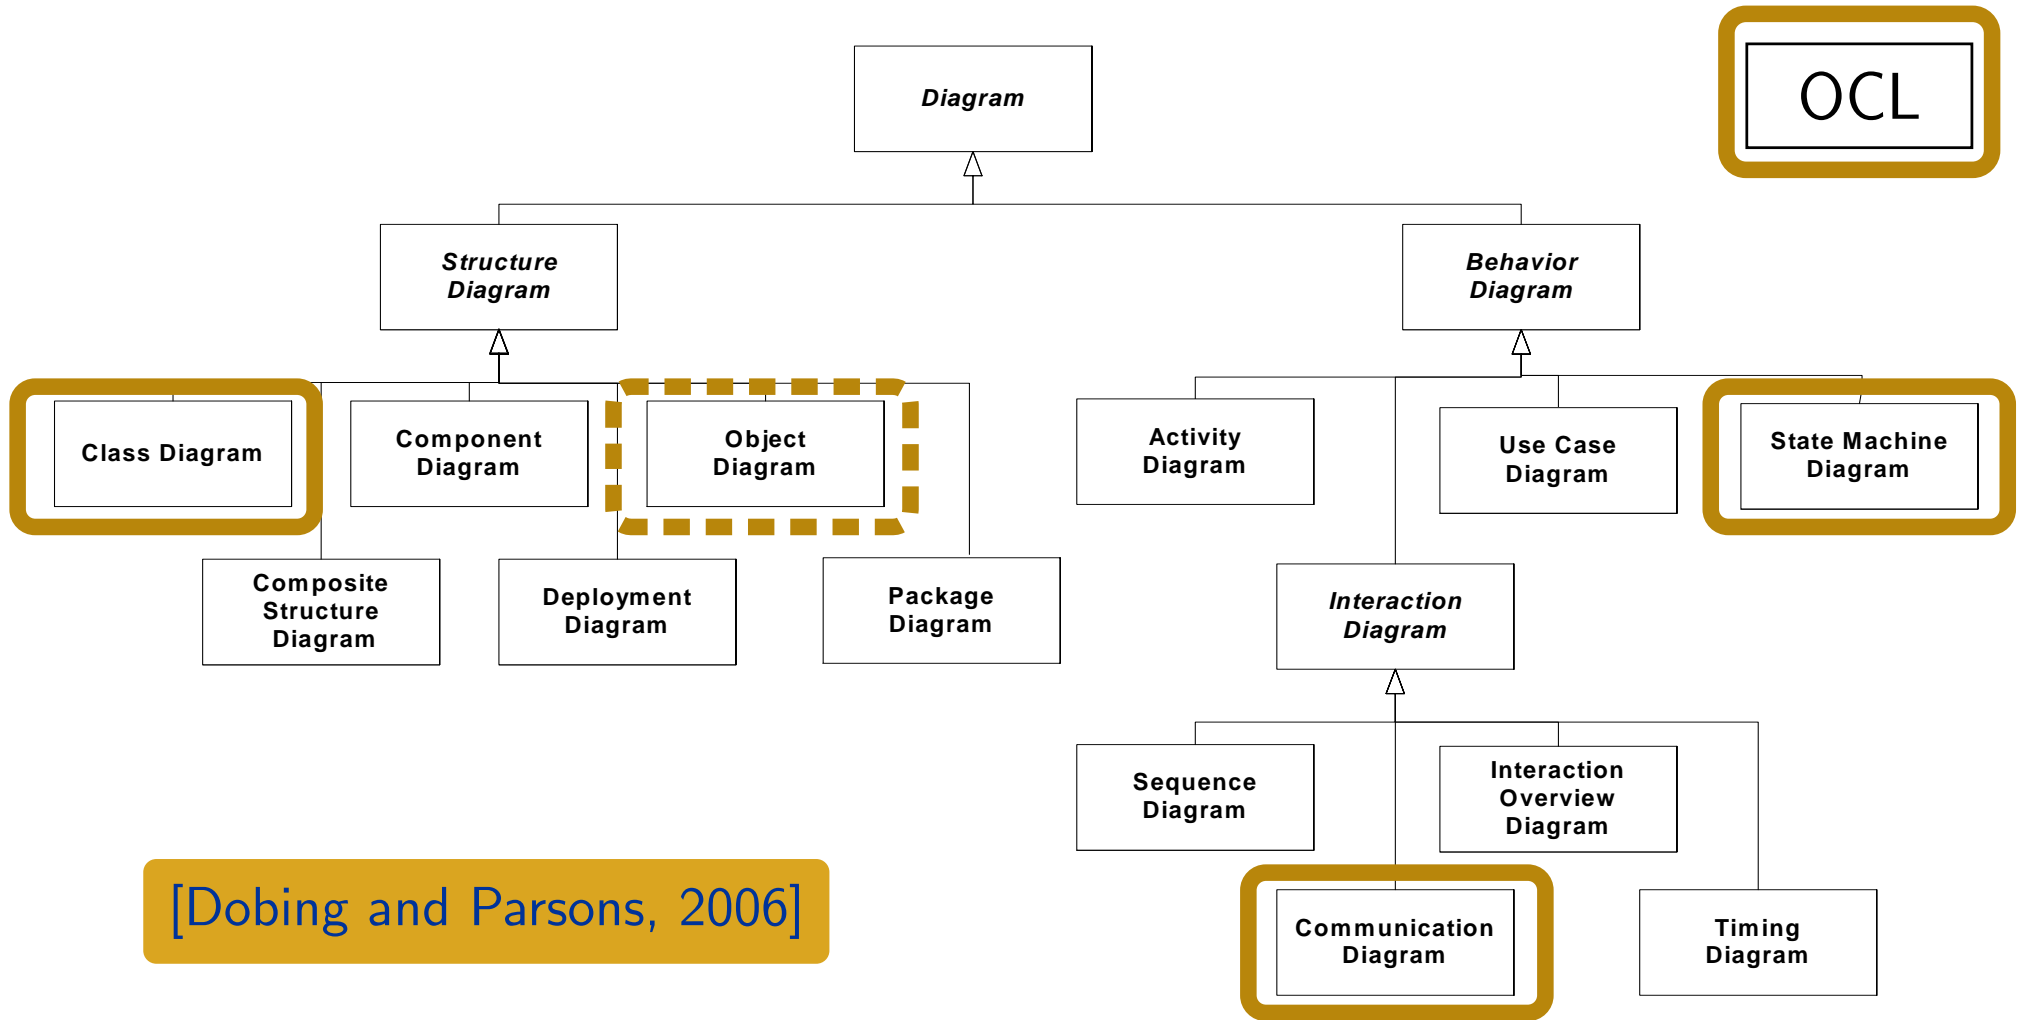 Diagram
OCL
Structure
Diagram
Behavior
Diagram
Class Diagram
Component
Diagram
Object
Diagram
Activity
Diagram
Use Case
Diagram
State Machine
Diagram
Composite
Structure
Diagram
Deployment
Diagram
Package
Diagram
Interaction
Diagram
Sequence
Diagram
Interaction
Overview
Diagram
[Dobing and Parsons, 2006]
Communication
Diagram
Timing
Diagram